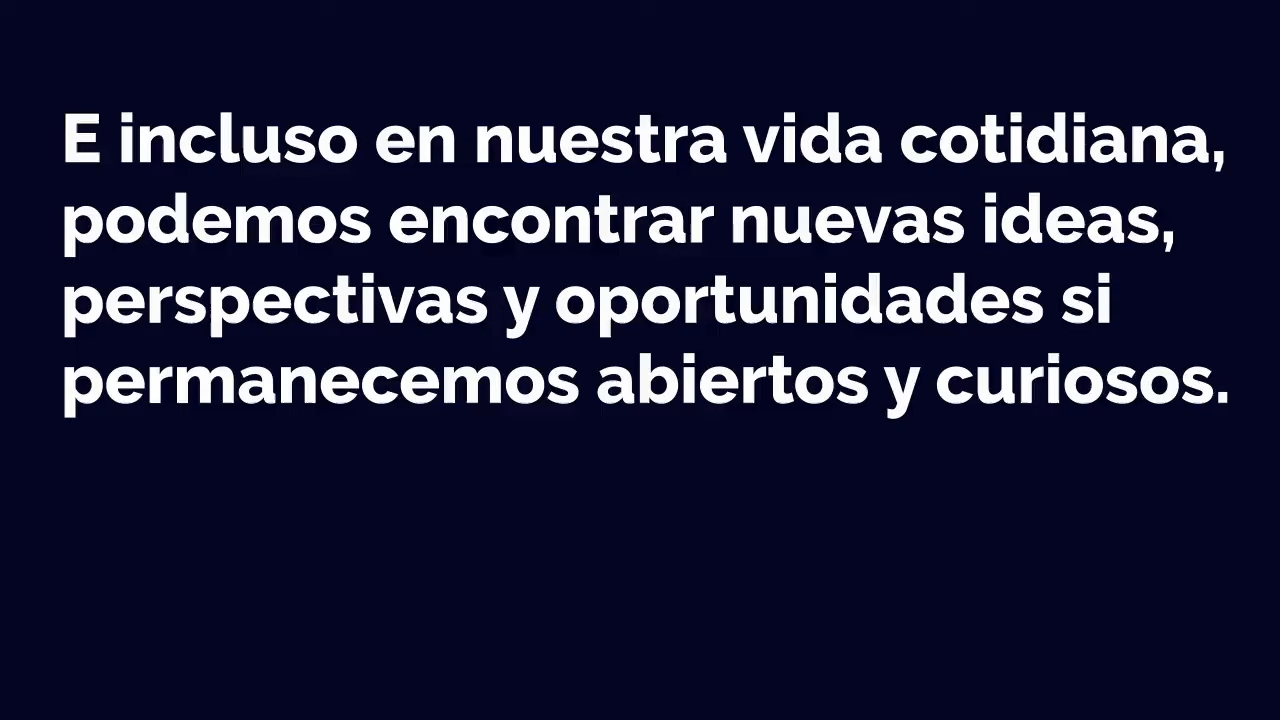 E incluso en nuestra vida cotidiana,
podemos encontrar nuevas ideas,
perspectivas y oportunidades si
permanecemos abiertos y curiosos.